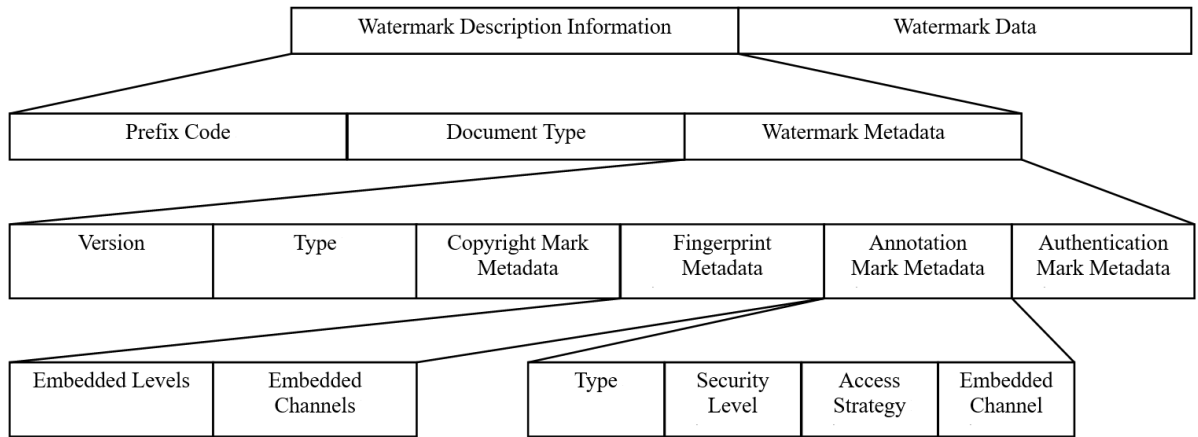 Watermark Description Information
Watermark Data
Prefix Code
Document Type
Watermark Metadata
Version
Type
Copyright Mark
Metadata
Fingerprint
Metadata
Annotation
Mark Metadata
Authentication
Mark Metadata
Embedded Levels
Embedded
Channels
Type
Security
Level
Access
Strategy
Embedded
Channel